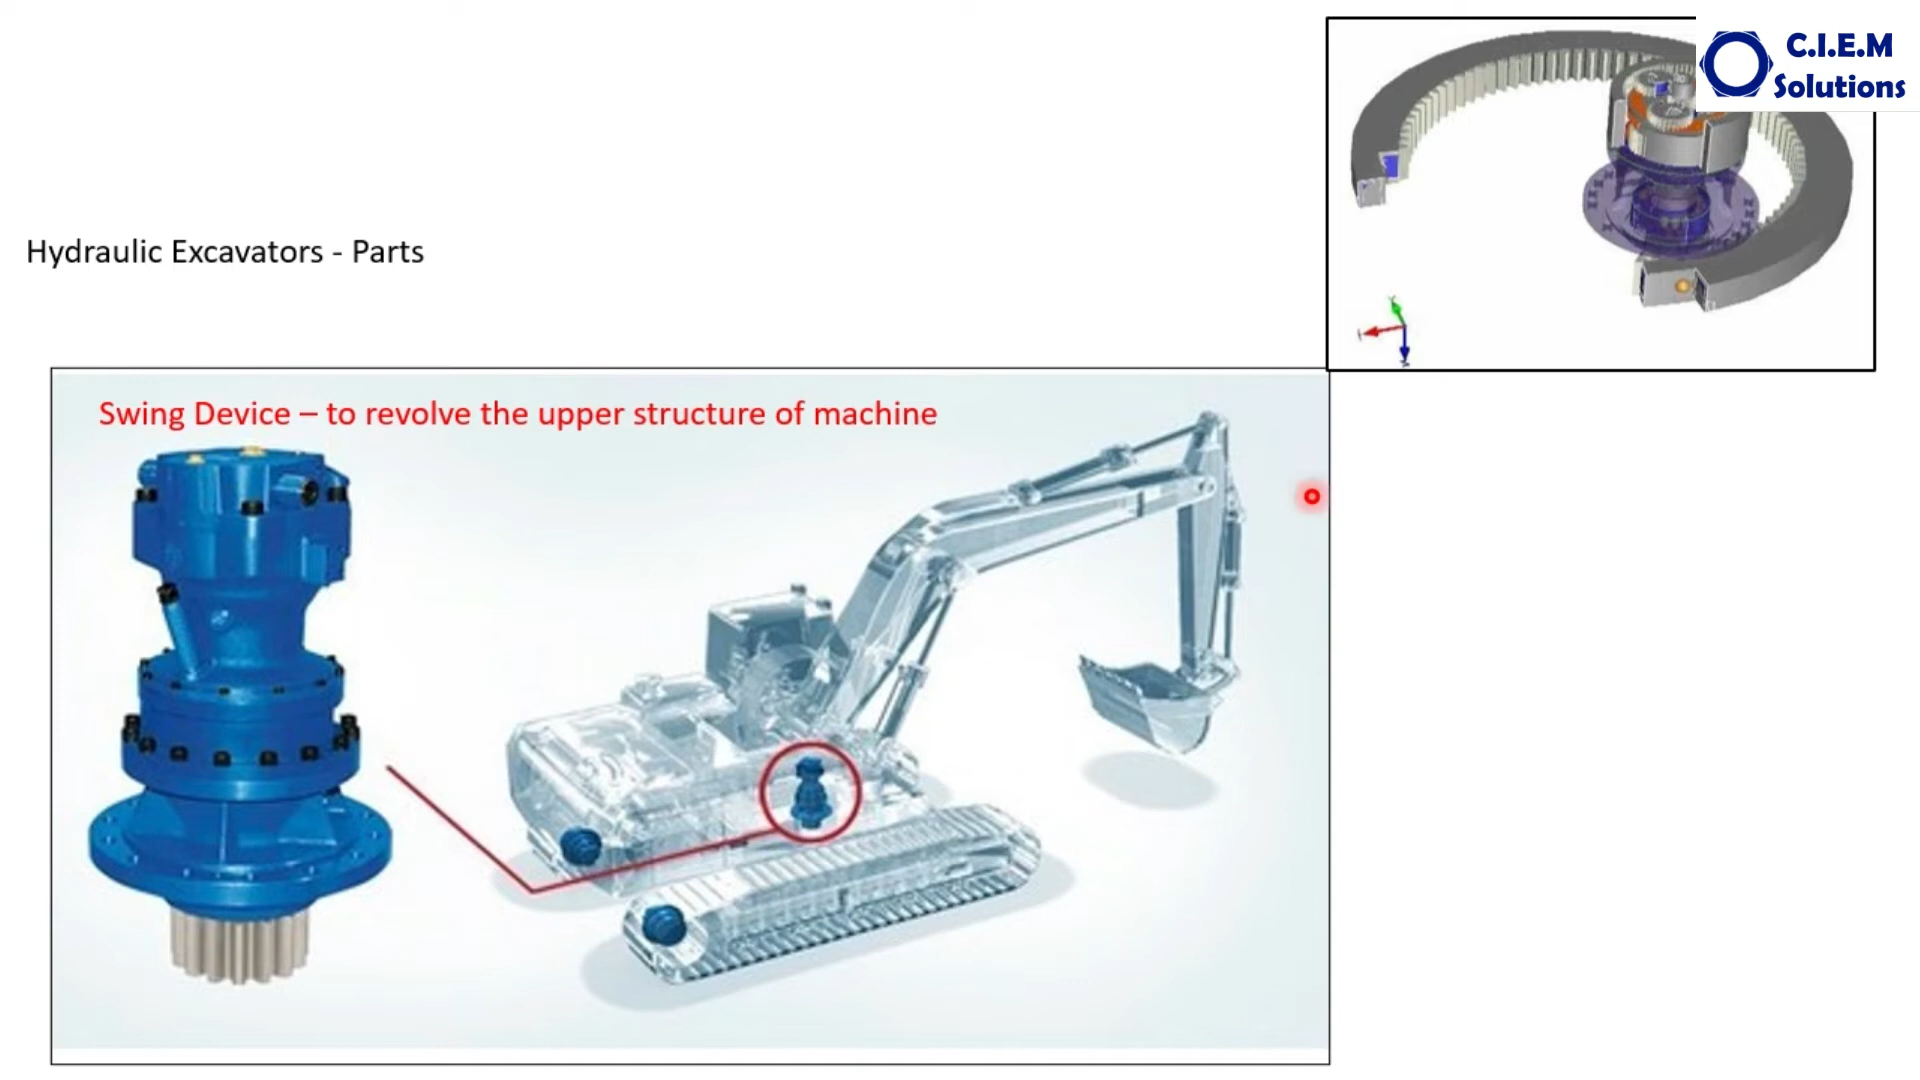 C.I.E.M
Solutions
Hydraulic Excavators - Parts
Swing Device – to revolve the upper structure of machine